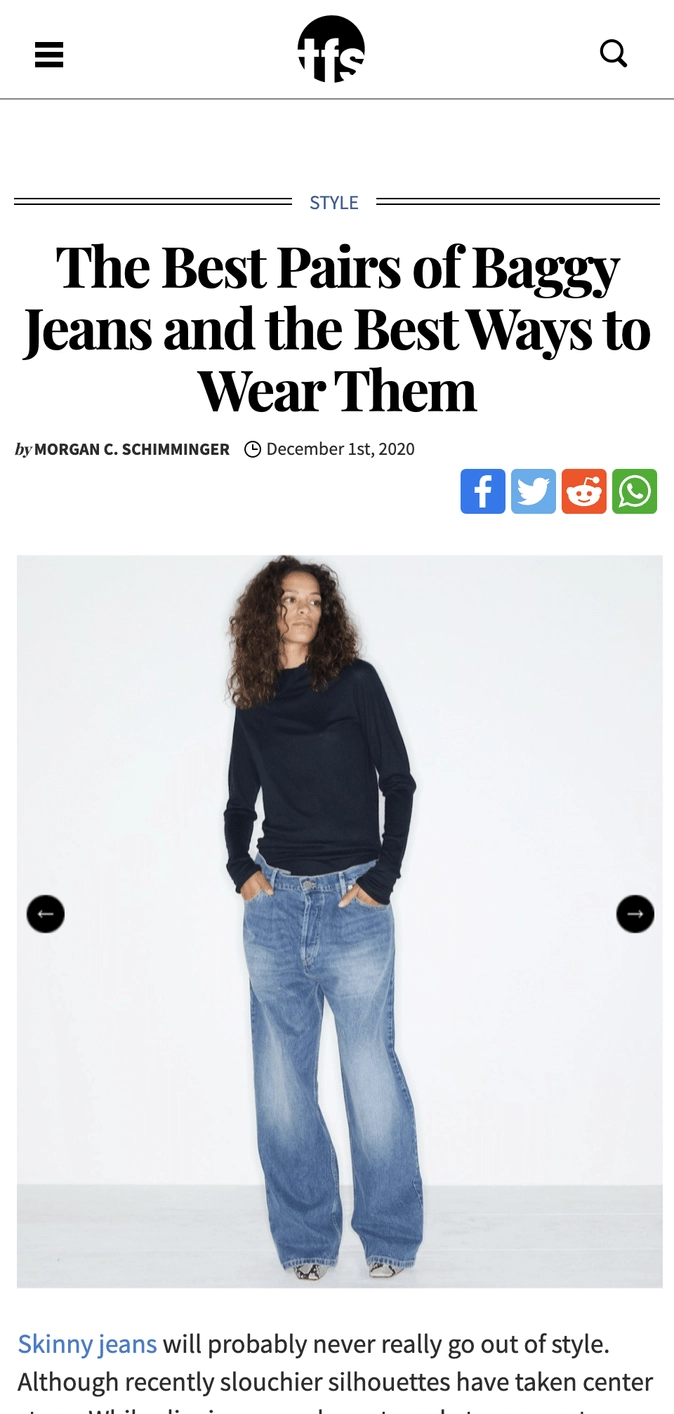 tfs
STYLE
The Best Pairs of Baggy
Jeans and the Best Ways to
Wear Them
by MORGAN C. SCHIMMINGER December 1st, 2020
Skinny jeans will probably never really go out of style.
Although recently slouchier silhouettes have taken center